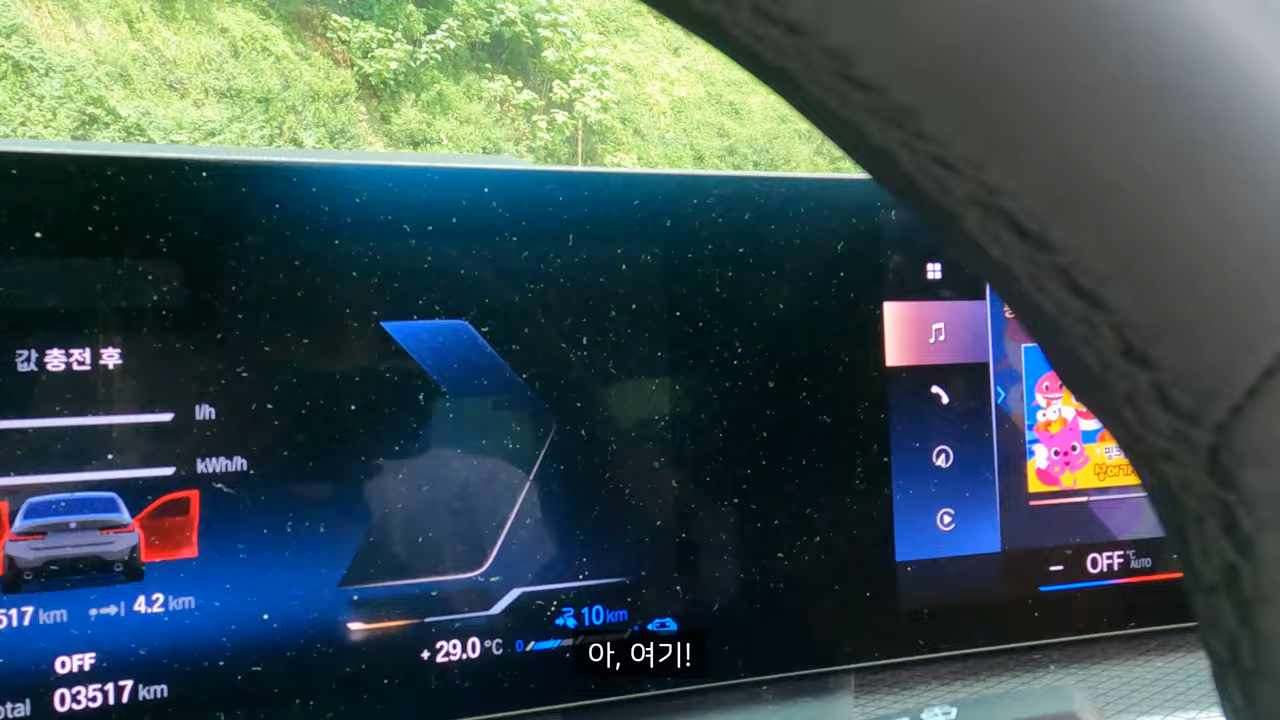 값 충전 후
l/h
kWh/h
517 km
4.2 km
OFF
03517 km
+29.0 °C
0
10 km
- OFF °C
AUTO
아, 여기!